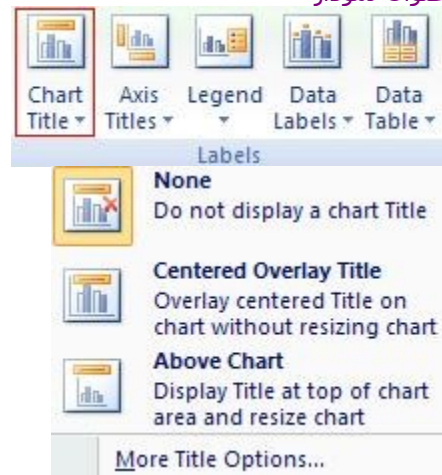 عنوان نمودار
Chart Title Axis Titles Legend Data Labels Data Table
Labels
None
Do not display a chart Title
Centered Overlay Title
Overlay centered Title on
chart without resizing chart
Above Chart
Display Title at top of chart
area and resize chart
More Title Options...